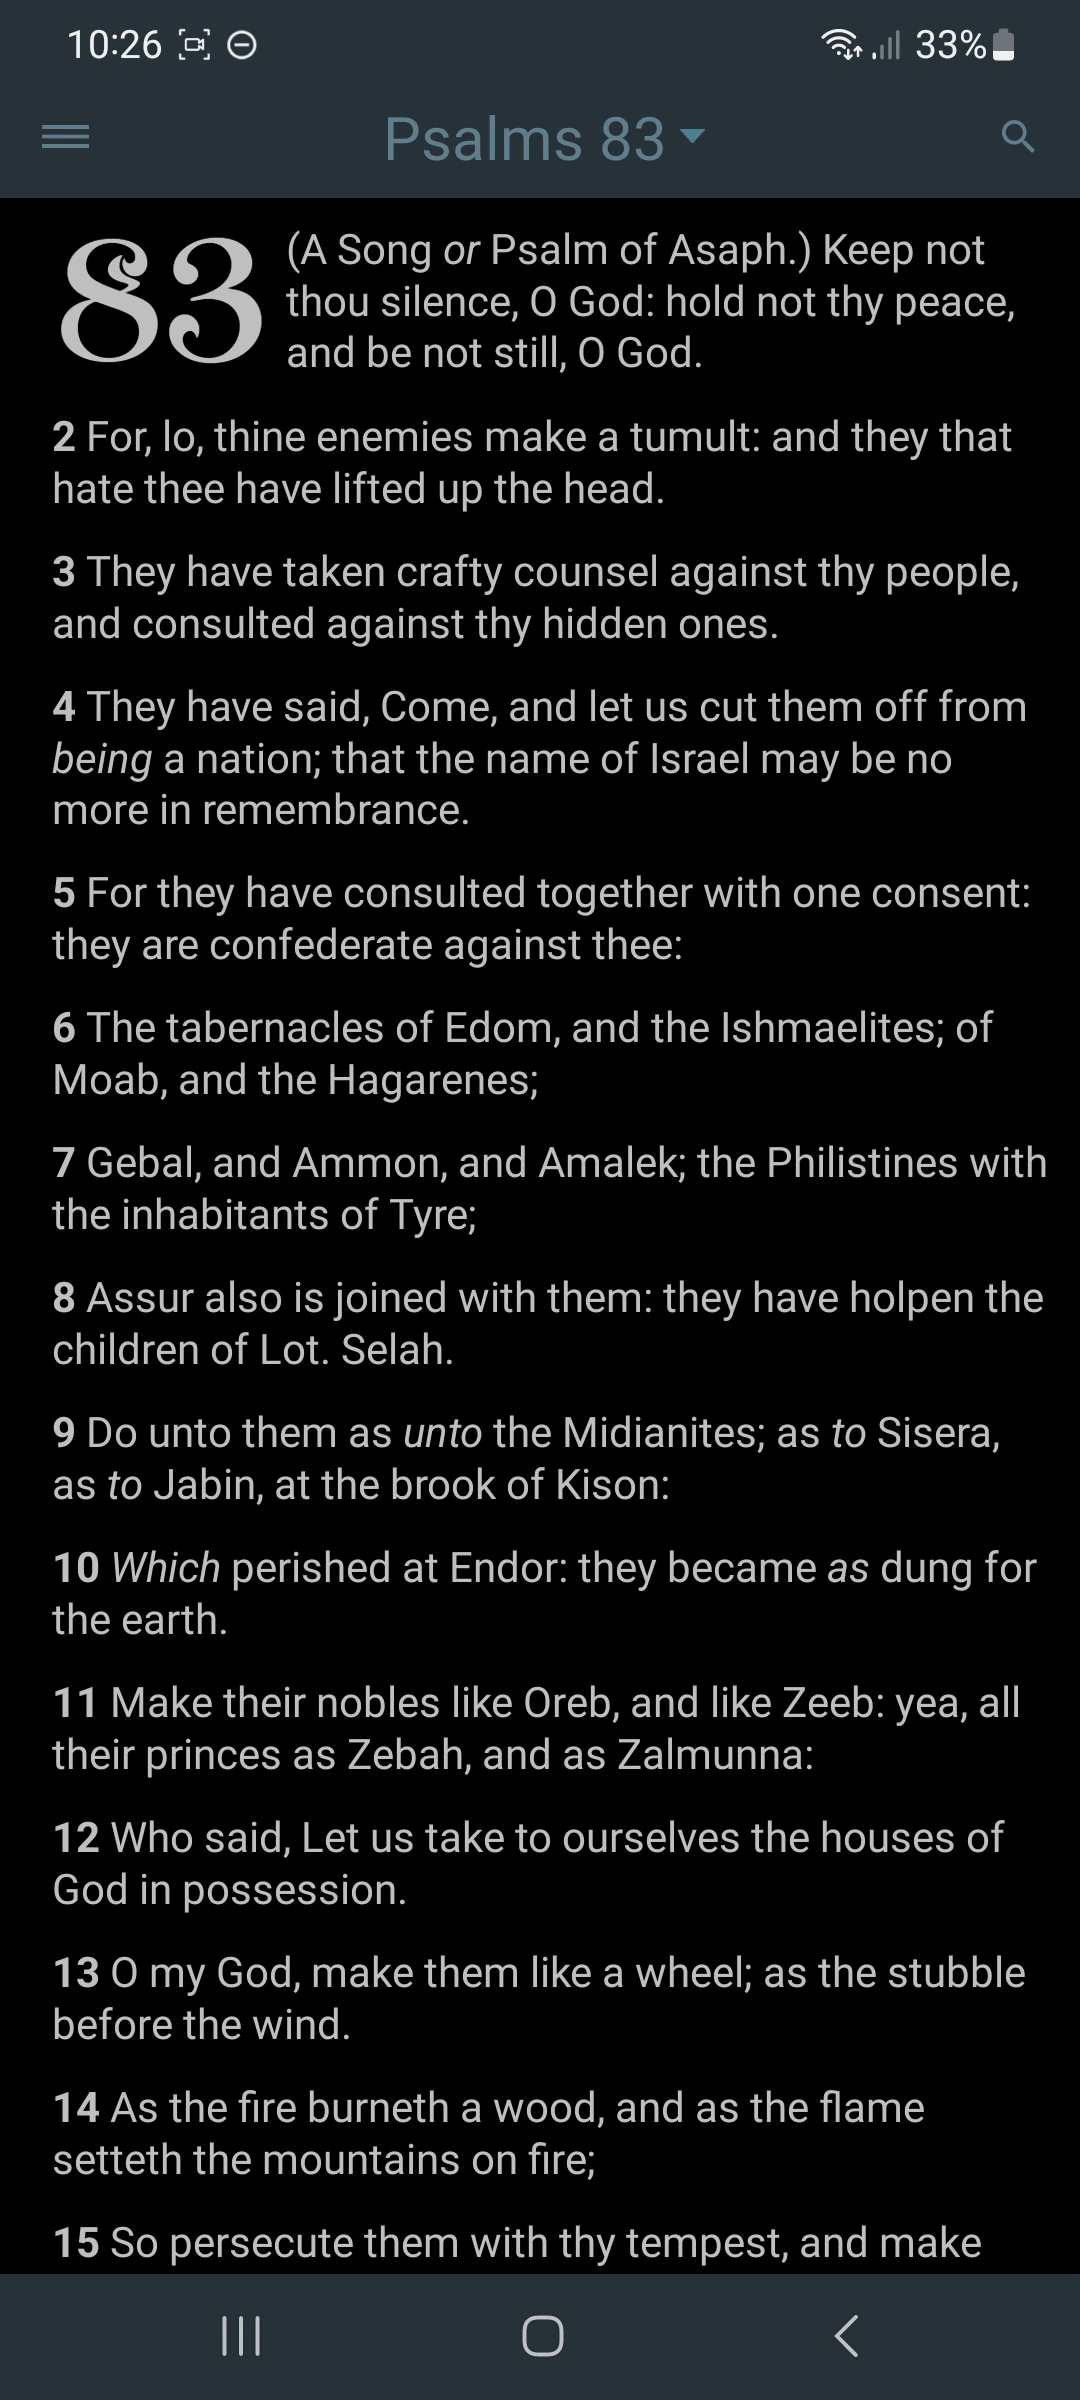 10:26 33%
Psalms 83
83 (A Song or Psalm of Asaph.) Keep not
thou silence, O God: hold not thy peace,
and be not still, O God.
2 For, lo, thine enemies make a tumult: and they that
hate thee have lifted up the head.
3 They have taken crafty counsel against thy people,
and consulted against thy hidden ones.
4 They have said, Come, and let us cut them off from
being a nation; that the name of Israel may be no
more in remembrance.
5 For they have consulted together with one consent:
they are confederate against thee:
6 The tabernacles of Edom, and the Ishmaelites; of
Moab, and the Hagarenes;
7 Gebal, and Ammon, and Amalek; the Philistines with
the inhabitants of Tyre;
8 Assur also is joined with them: they have holpen the
children of Lot. Selah.
9 Do unto them as unto the Midianites; as to Sisera,
as to Jabin, at the brook of Kison:
10 Which perished at Endor: they became as dung for
the earth.
11 Make their nobles like Oreb, and like Zeeb: yea, all
their princes as Zebah, and as Zalmunna:
12 Who said, Let us take to ourselves the houses of
God in possession.
13 O my God, make them like a wheel; as the stubble
before the wind.
14 As the fire burneth a wood, and as the flame
setteth the mountains on fire;
15 So persecute them with thy tempest, and make